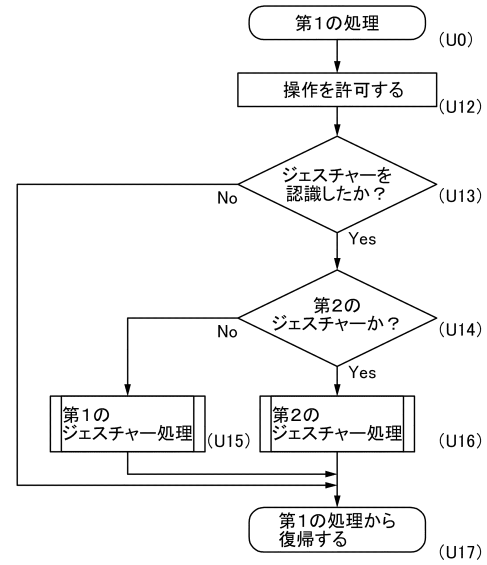 第1の処理
(U0)
操作を許可する
(U12)
ジェスチャーを
認識したか？
(U13)
No
Yes
第2の
ジェスチャーか？
(U14)
No
Yes
第1の
ジェスチャー処理
(U15)
第2の
ジェスチャー処理
(U16)
第1の処理から
復帰する
(U17)